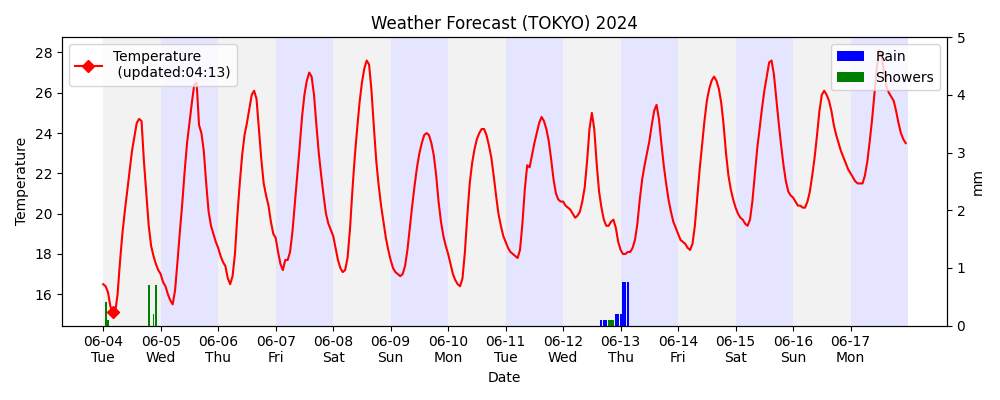 Weather Forecast (TOKYO) 2024
Temperature
(updated:04:13)
Rain
Showers
Temperature
28
26
24
22
20
18
16
5
4
3
2
1
0
mm
06-04 06-05 06-06 06-07 06-08 06-09 06-10 06-11 06-12 06-13 06-14 06-15 06-16 06-17
Tue Wed Thu Fri Sat Sun Mon Tue Wed Thu Fri Sat Sun Mon
Date